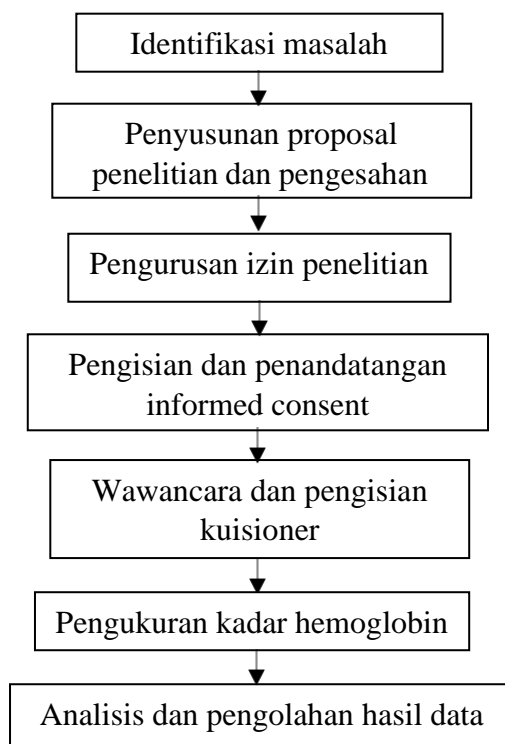 Identifikasi masalah
Penyusunan proposal
penelitian dan pengesahan
Pengurusan izin penelitian
Pengisian dan penandatangan
informed consent
Wawancara dan pengisian
kuisioner
Pengukuran kadar hemoglobin
Analisis dan pengolahan hasil data